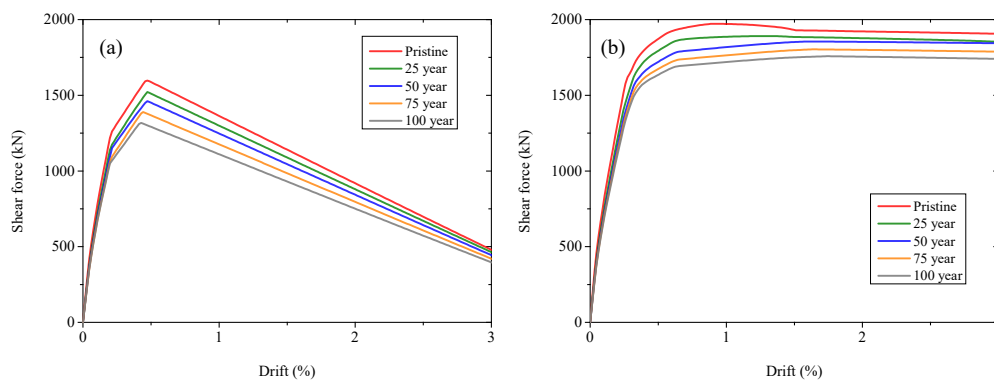 (a)
Pristine
25 year
50 year
75 year
100 year
2000
1500
1000
500
0
0 1 2 3
Shear force (kN)
Drift (%)
(b)
Pristine
25 year
50 year
75 year
100 year
2000
1500
1000
500
0
0 1 2
Shear force (kN)
Drift (%)